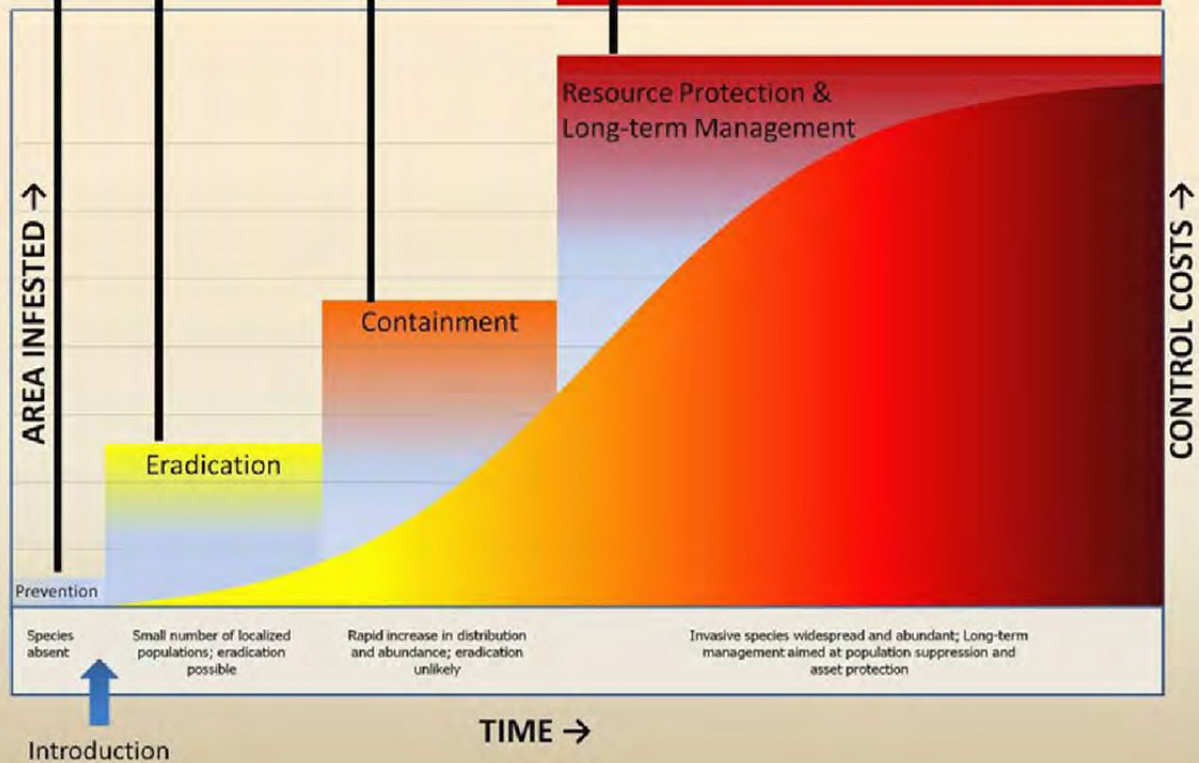 Resource Protection &
Long-term Management
Containment
Eradication
Prevention
AREA INFESTED →
CONTROL COSTS →
Species
absent
Small number of localized
populations; eradication
possible
Rapid increase in distribution
and abundance; eradication
unlikely
Invasive species widespread and abundant; Long-term
management aimed at population suppression and
asset protection
TIME →
Introduction